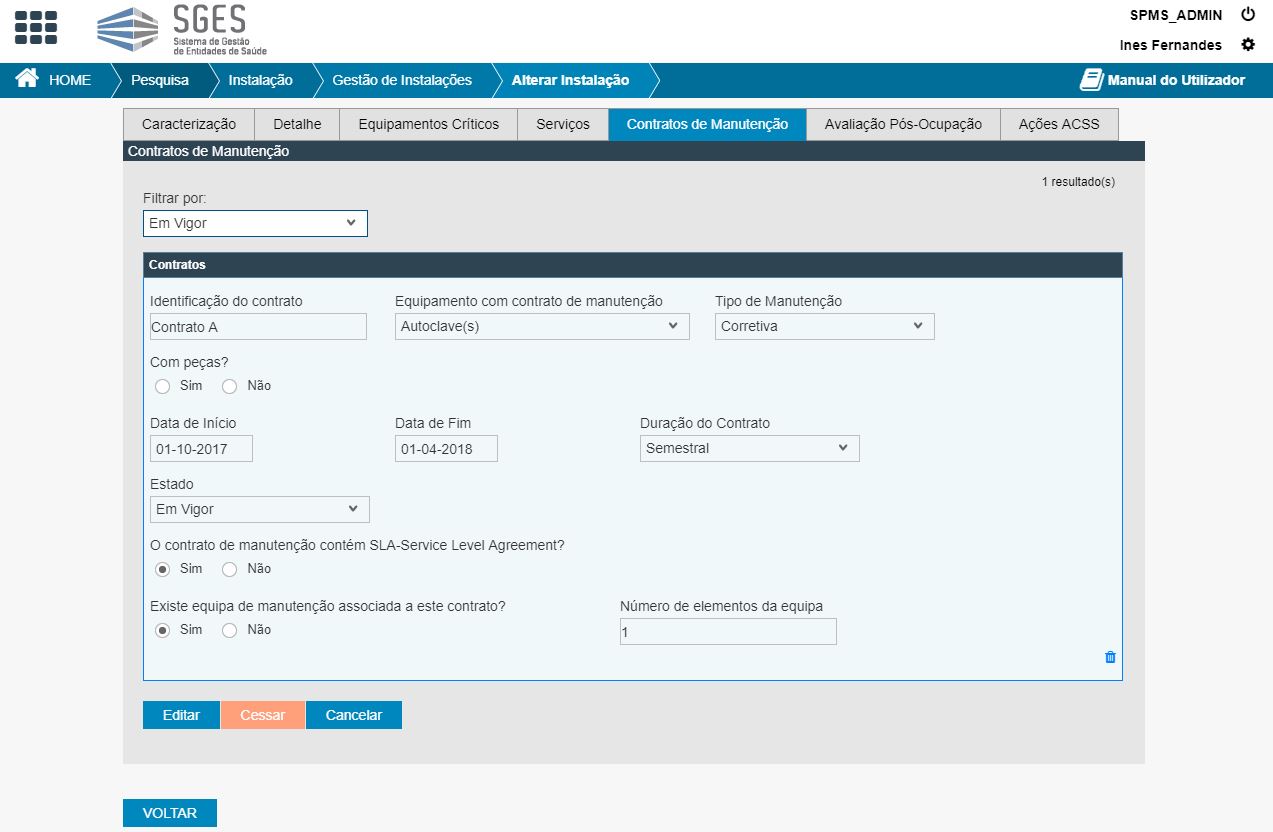 SGES
Sistema de Gestão
de Entidades de Saúde
SPMS_ADMIN
Ines Fernandes
HOME Pesquisa Instalação Gestão de Instalações Alterar Instalação Manual do Utilizador
Caracterização Detalhe Equipamentos Críticos Serviços Contratos de Manutenção Avaliação Pós-Ocupação Ações ACSS
Contratos de Manutenção
1 resultado(s)
Filtrar por:
Em Vigor
Contratos
Identificação do contrato Equipamento com contrato de manutenção Tipo de Manutenção
Contrato A Autoclave(s) Corretiva
Com peças?
Sim Não
Data de Início Data de Fim Duração do Contrato
01-10-2017 01-04-2018 Semestral
Estado
Em Vigor
O contrato de manutenção contém SLA-Service Level Agreement?
Sim Não
Existe equipa de manutenção associada a este contrato? Número de elementos da equipa
Sim Não 1
Editar Cessar Cancelar
VOLTAR